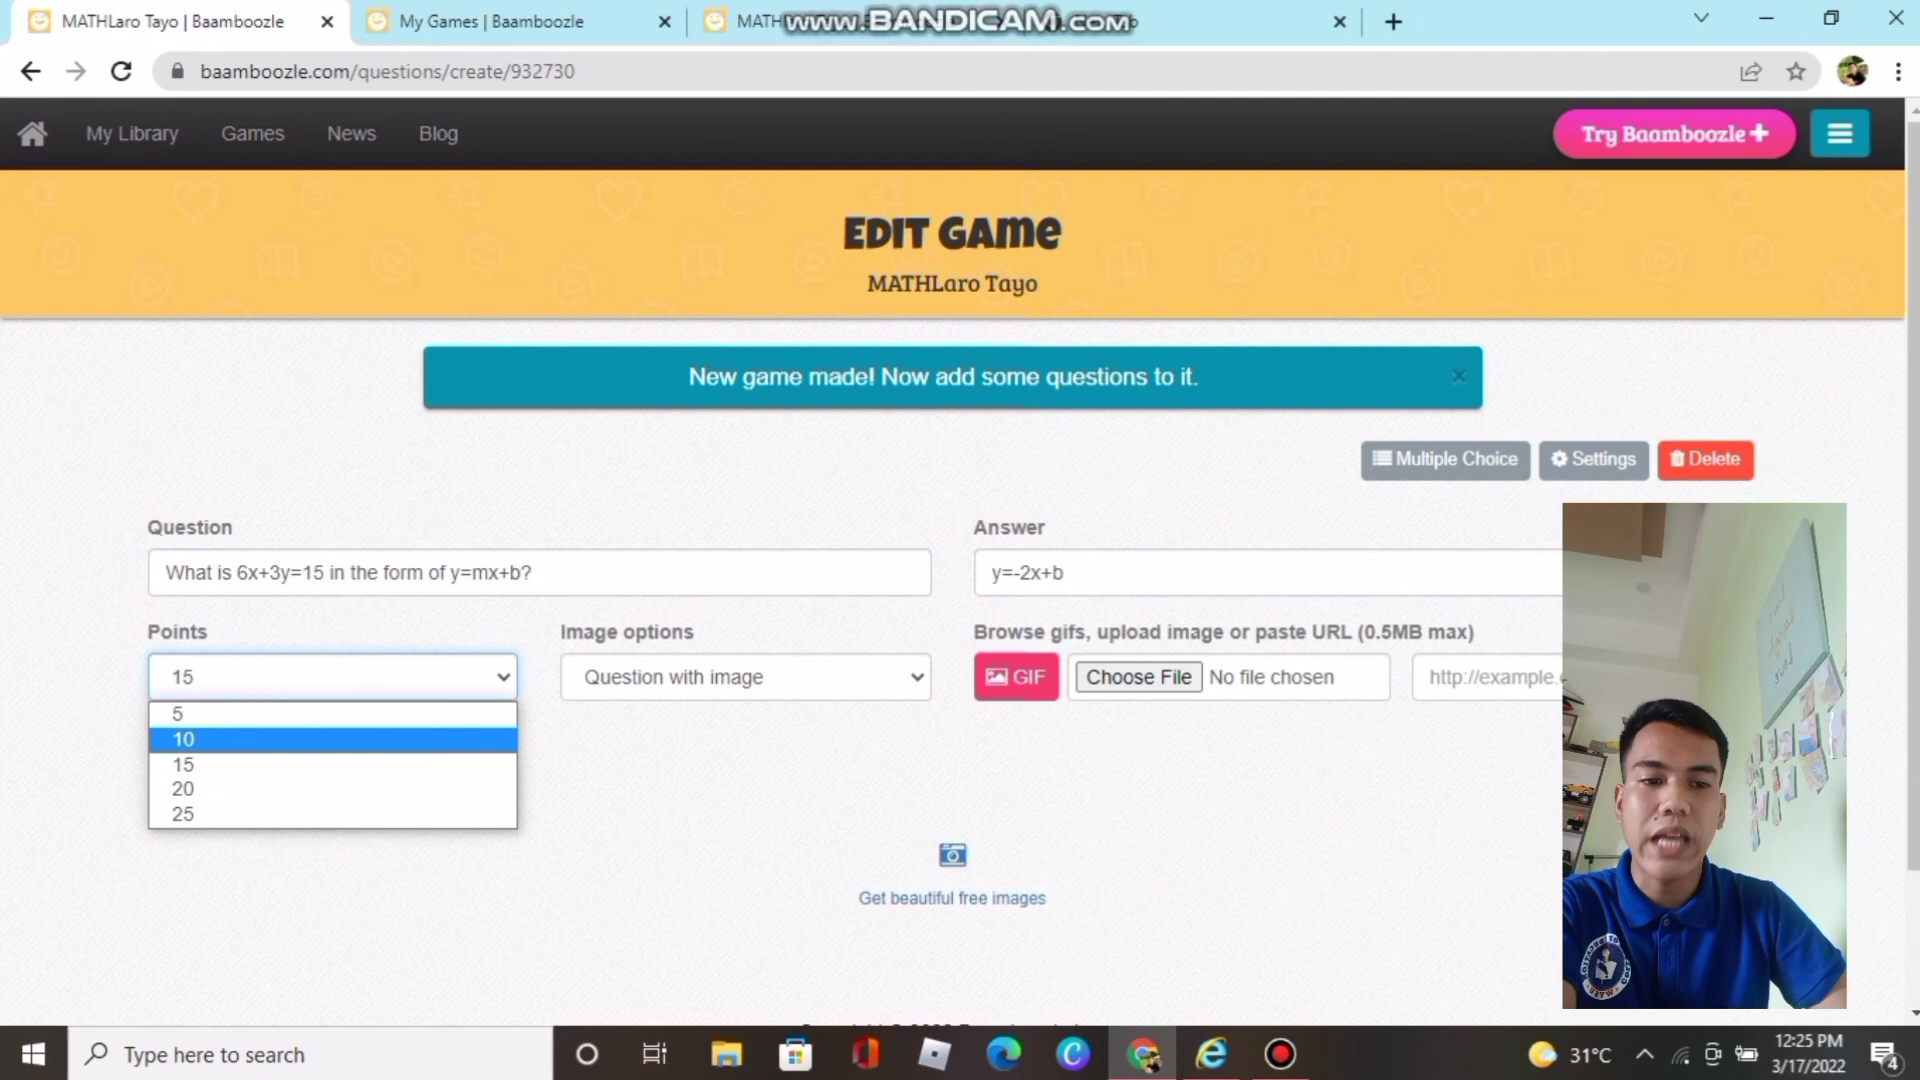 MATHLaro Tayo | Baamboozle
My Games | Baamboozle
MATH
www.BANDICAM.com
baamboozle.com/questions/create/932730
My Library
Games
News
Blog
Try Baamboozle+
EDIT GAME
MATHLaro Tayo
New game made! Now add some questions to it.
×
Multiple Choice
Settings
Delete
Question
Answer
What is 6x+3y=15 in the form of y=mx+b?
y=-2x+b
Points
Image options
Browse gifs, upload image or paste URL (0.5MB max)
15
Question with image
GIF
Choose File
No file chosen
http://example.
5
10
15
20
25
Get beautiful free images
Type here to search
31°C
12:25 PM
3/17/2022
4